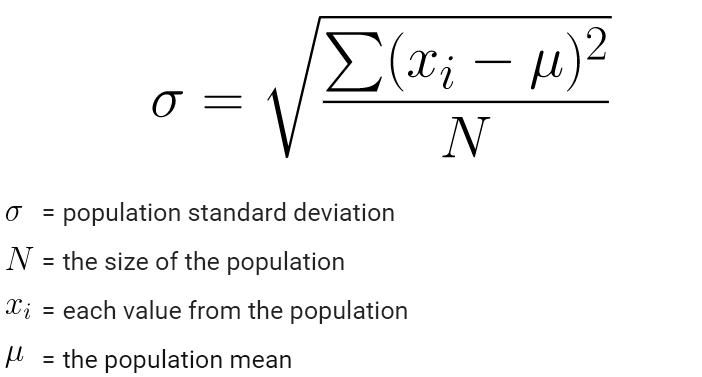 σ = √(∑(xᵢ − μ)² / N)
σ = population standard deviation
N = the size of the population
xᵢ = each value from the population
μ = the population mean